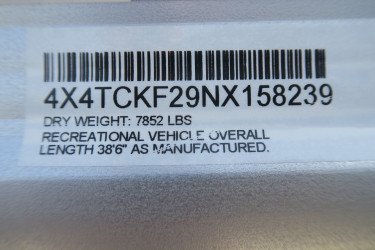 4X4TCKF29NX158239
DRY WEIGHT: 7852 LBS
RECREATIONAL VEHICLE OVERALL
LENGTH 38'6" AS MANUFACTURED.